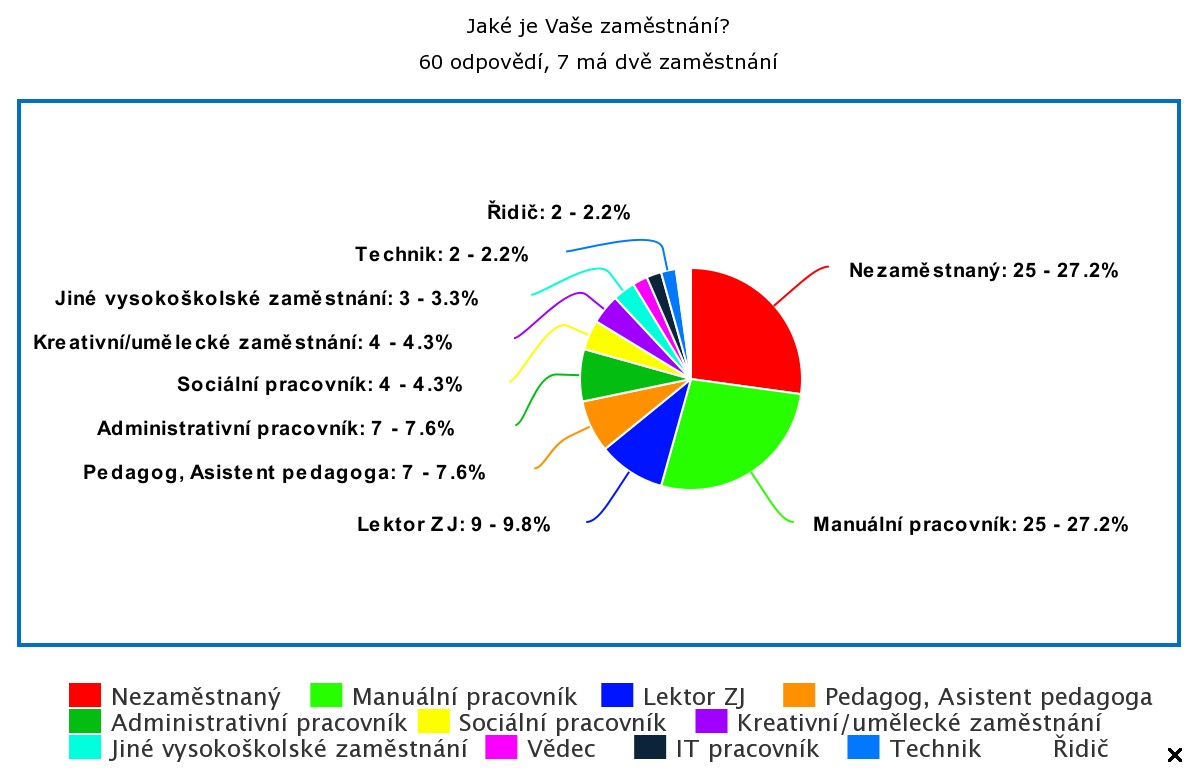 Jaké je Vaše zaměstnání?
60 odpovědí, 7 má dvě zaměstnání
Řidič: 2 - 2.2%
Technik: 2 - 2.2%
Nezaměstnaný: 25 - 27.2%
Jiné vysokoškolské zaměstnání: 3 - 3.3%
Kreativní/umělecké zaměstnání: 4 - 4.3%
Sociální pracovník: 4 - 4.3%
Administrativní pracovník: 7 - 7.6%
Pedagog, Asistent pedagoga: 7 - 7.6%
Lektor ZJ: 9 - 9.8%
Manuální pracovník: 25 - 27.2%
Nezaměstnaný Manuální pracovník Lektor ZJ Pedagog, Asistent pedagoga
Administrativní pracovník Sociální pracovník Kreativní/umělecké zaměstnání
Jiné vysokoškolské zaměstnání Vědec IT pracovník Technik Řidič